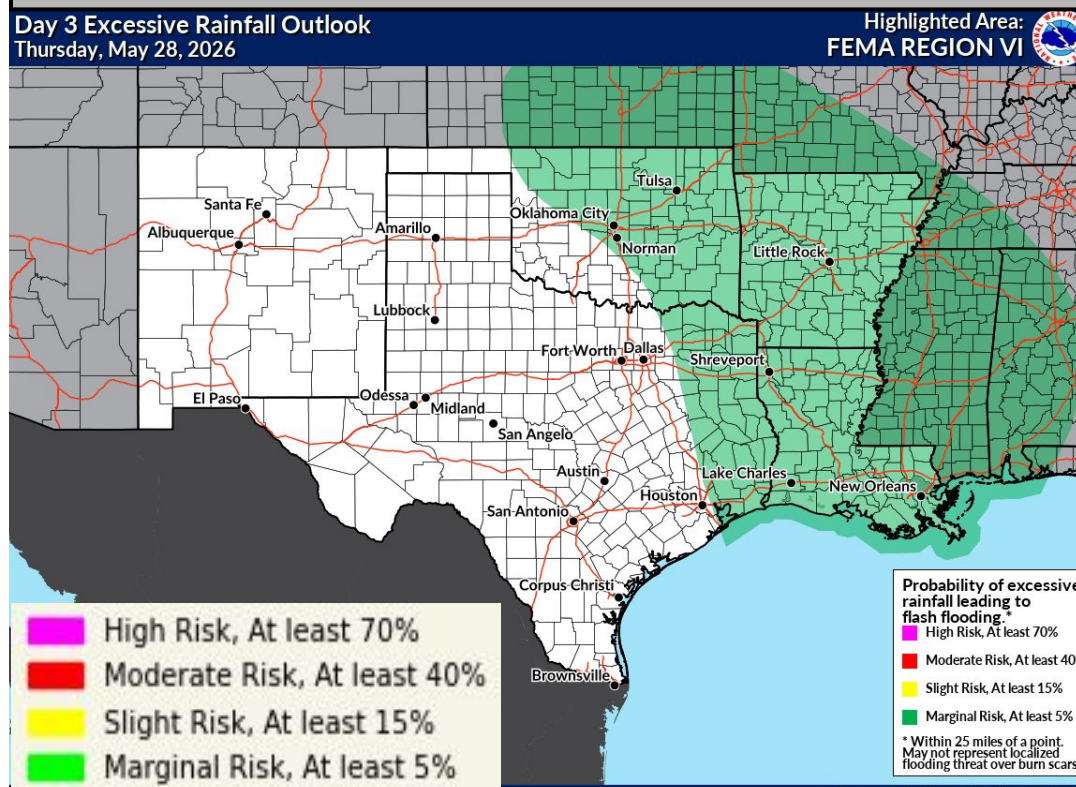 Day 3 Excessive Rainfall Outlook
Thursday, May 28, 2026
Highlighted Area:
FEMA REGION VI
NATIONAL WEATHER
Tulsa
Santa Fe
Oklahoma City
Albuquerque
Amarillo
Norman
Little Rock
Lubbock
Fort Worth
Dallas
Shreveport
El Paso
Odessa
Midland
San Angelo
Austin
Lake Charles
New Orleans
Houston
San Antonio
Corpus Christi
Brownsville
High Risk, At least 70%
Moderate Risk, At least 40%
Slight Risk, At least 15%
Marginal Risk, At least 5%
Probability of excessive
rainfall leading to
flash flooding.*
High Risk, At least 70%
Moderate Risk, At least 40%
Slight Risk, At least 15%
Marginal Risk, At least 5%
* Within 25 miles of a point.
May not represent localized
flooding threat over burn scars